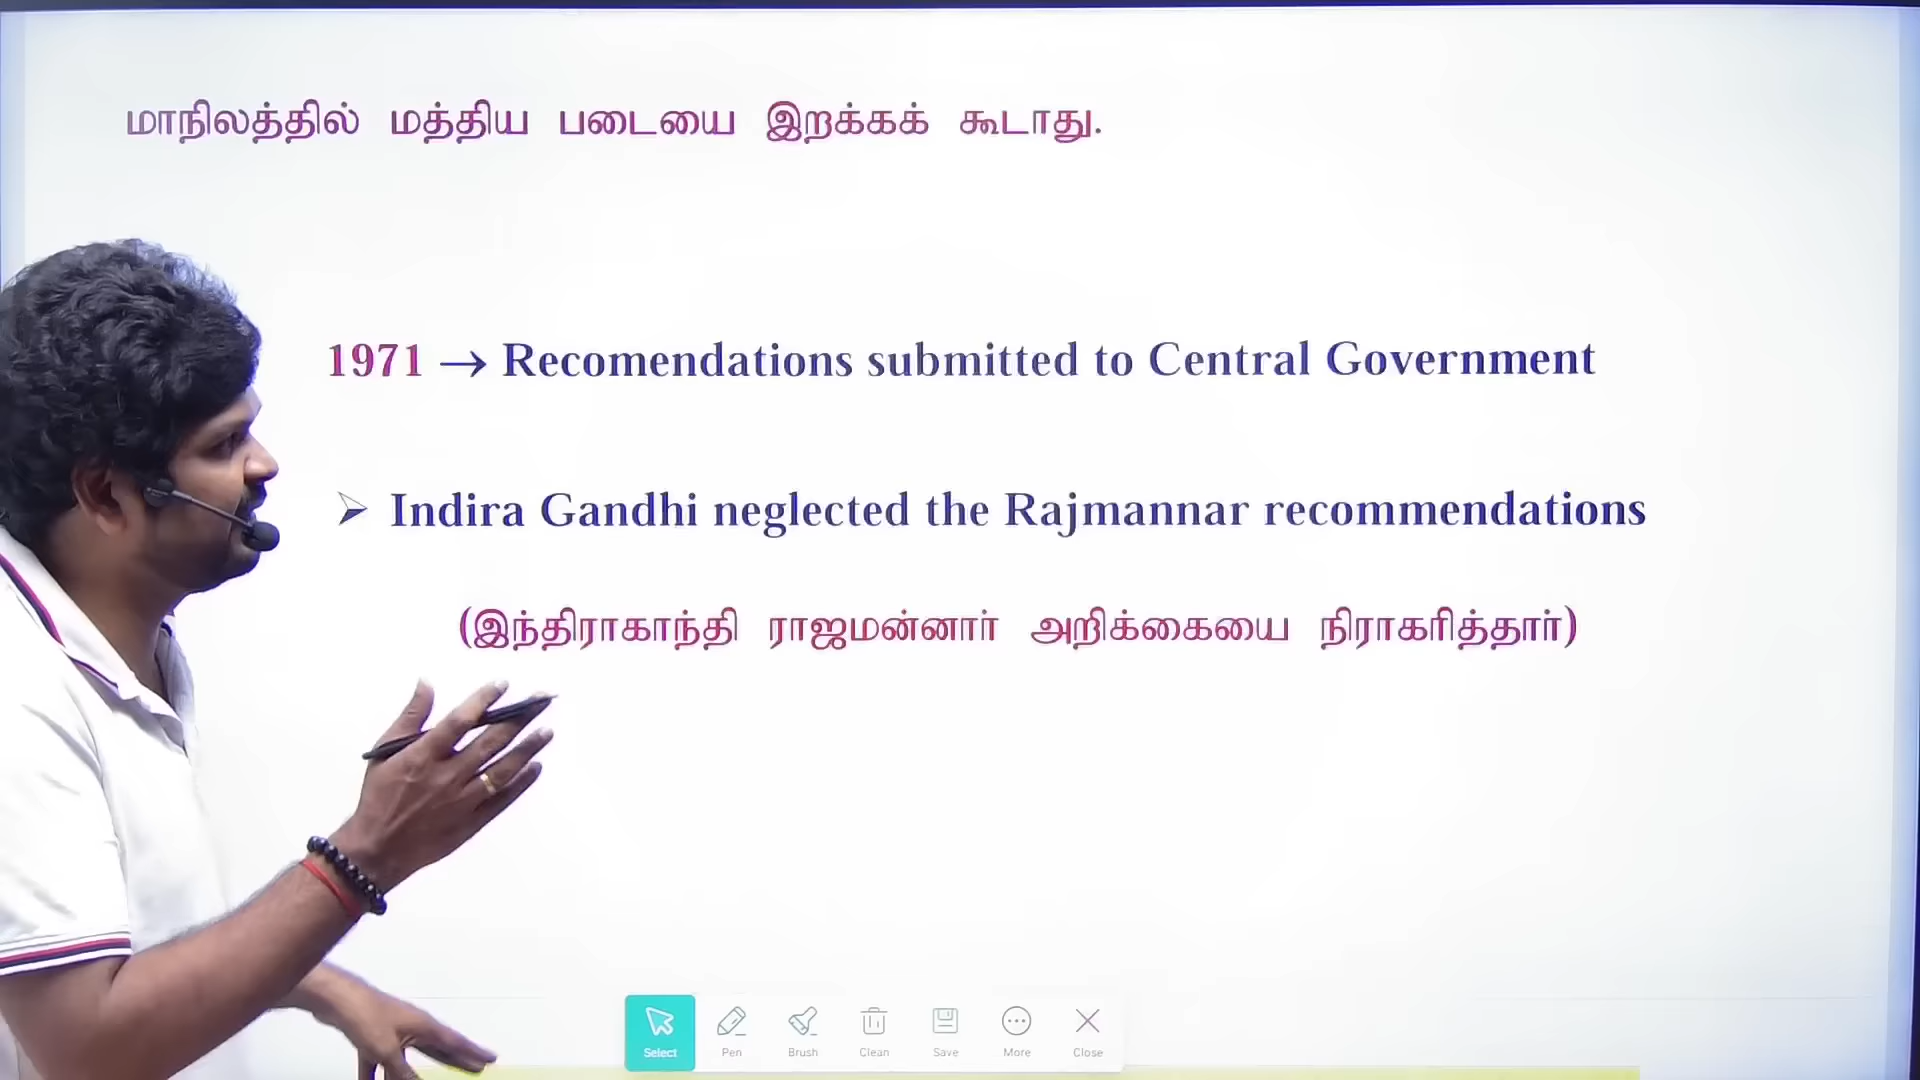 மாநிலத்தில் மத்திய படையை இறக்கக் கூடாது.
1971 → Recomendations submitted to Central Government
➢ Indira Gandhi neglected the Rajmannar recommendations
(இந்திராகாந்தி ராஜமன்னார் அறிக்கையை நிராகரித்தார்)
Select Pen Brush Clean Save More Close